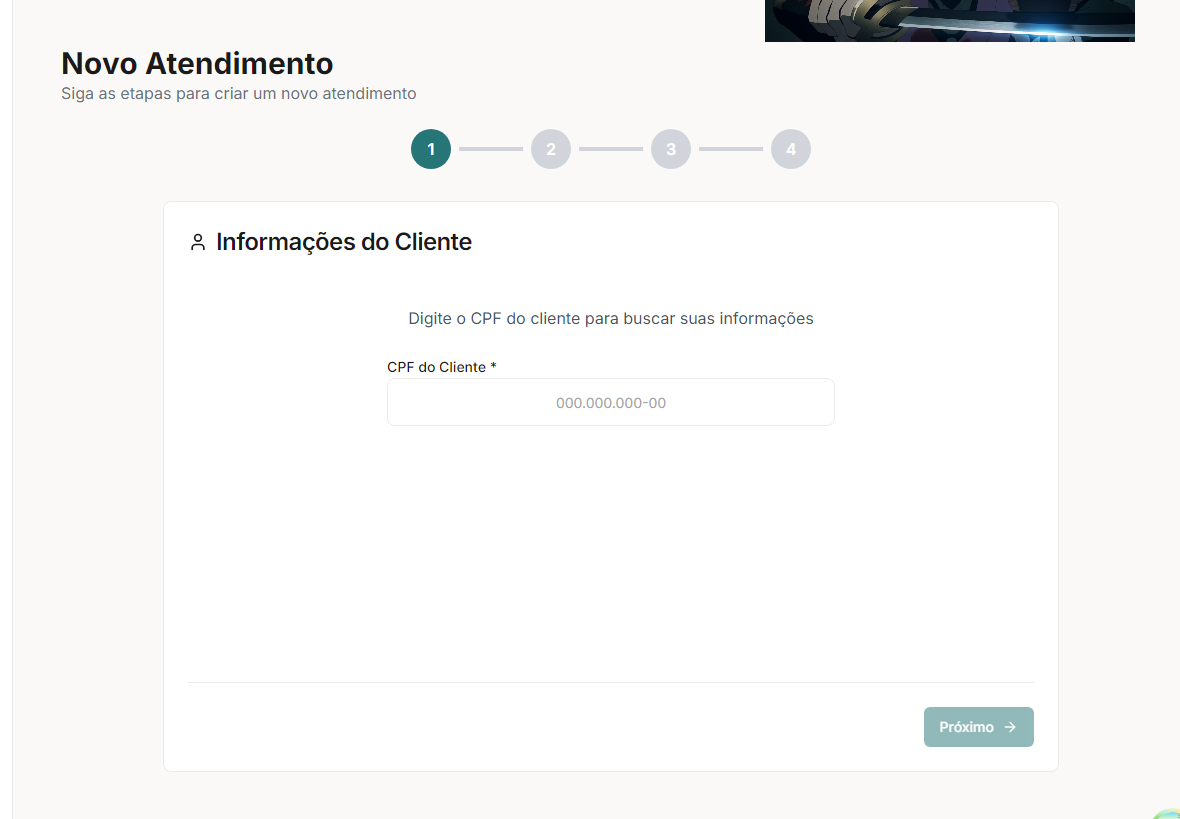 Novo Atendimento
Siga as etapas para criar um novo atendimento
1 2 3 4
Informações do Cliente
Digite o CPF do cliente para buscar suas informações
CPF do Cliente *
000.000.000-00
Próximo →